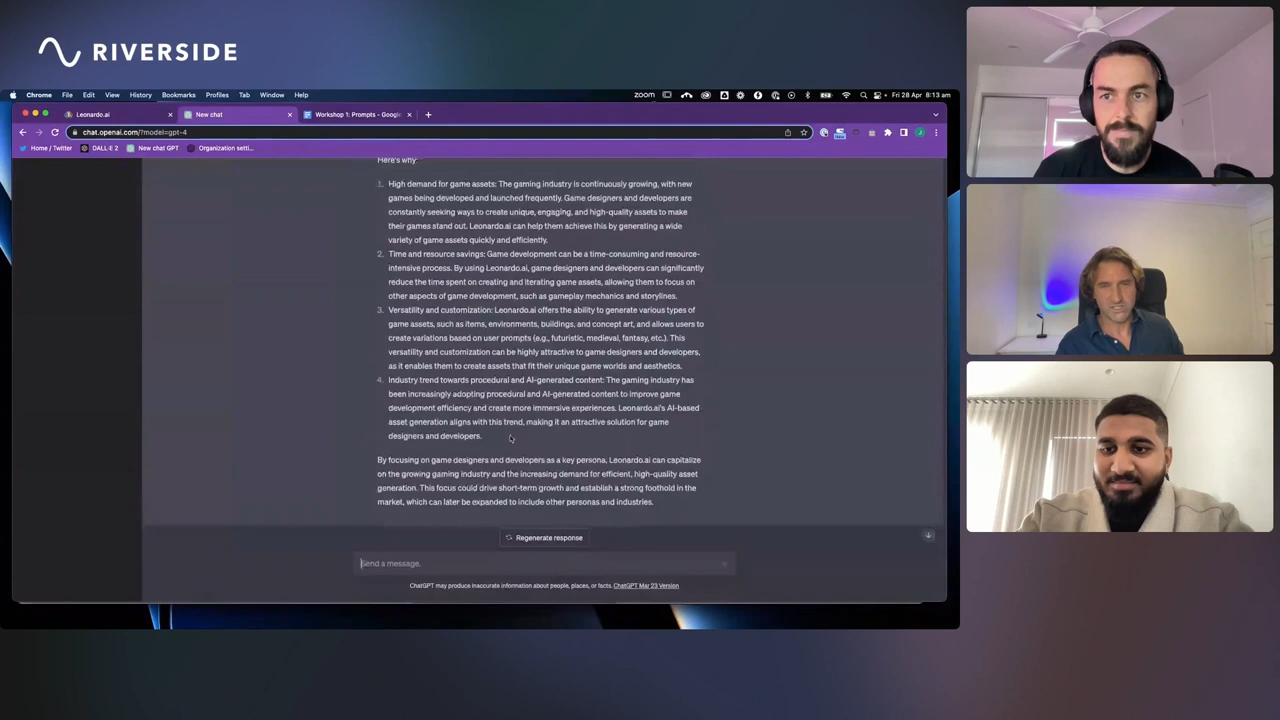 RIVERSIDE
Chrome File Edit View History Bookmarks Profiles Tab Window Help zoom Fri 28 Apr 8:13 am
Leonardo.ai New chat Workshop 1: Prompts - Google
chat.openai.com/?model=gpt-4
Home / Twitter DALL·E 2 New chat GPT Organization setti...
Here's why:
1. High demand for game assets: The gaming industry is continuously growing, with new
games being developed and launched frequently. Game designers and developers are
constantly seeking ways to create unique, engaging, and high-quality assets to make
their games stand out. Leonardo.ai can help them achieve this by generating a wide
variety of game assets quickly and efficiently.
2. Time and resource savings: Game development can be a time-consuming and resource-
intensive process. By using Leonardo.ai, game designers and developers can significantly
reduce the time spent on creating and iterating game assets, allowing them to focus on
other aspects of game development, such as gameplay mechanics and storylines.
3. Versatility and customization: Leonardo.ai offers the ability to generate various types of
game assets, such as items, environments, buildings, and concept art, and allows users to
create variations based on user prompts (e.g., futuristic, medieval, fantasy, etc.). This
versatility and customization can be highly attractive to game designers and developers,
as it enables them to create assets that fit their unique game worlds and aesthetics.
4. Industry trend towards procedural and AI-generated content: The gaming industry has
been increasingly adopting procedural and AI-generated content to improve game
development efficiency and create more immersive experiences. Leonardo.ai's AI-based
asset generation aligns with this trend, making it an attractive solution for game
designers and developers.
By focusing on game designers and developers as a key persona, Leonardo.ai can capitalize
on the growing gaming industry and the increasing demand for efficient, high-quality asset
generation. This focus could drive short-term growth and establish a strong foothold in the
market, which can later be expanded to include other personas and industries.
Regenerate response
Send a message.
ChatGPT may produce inaccurate information about people, places, or facts. ChatGPT Mar 23 Version